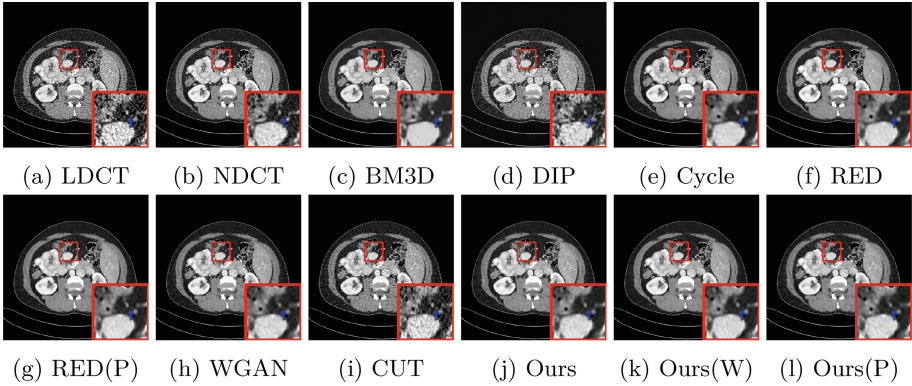 (a) LDCT (b) NDCT (c) BM3D (d) DIP (e) Cycle (f) RED
(g) RED(P) (h) WGAN (i) CUT (j) Ours (k) Ours(W) (l) Ours(P)